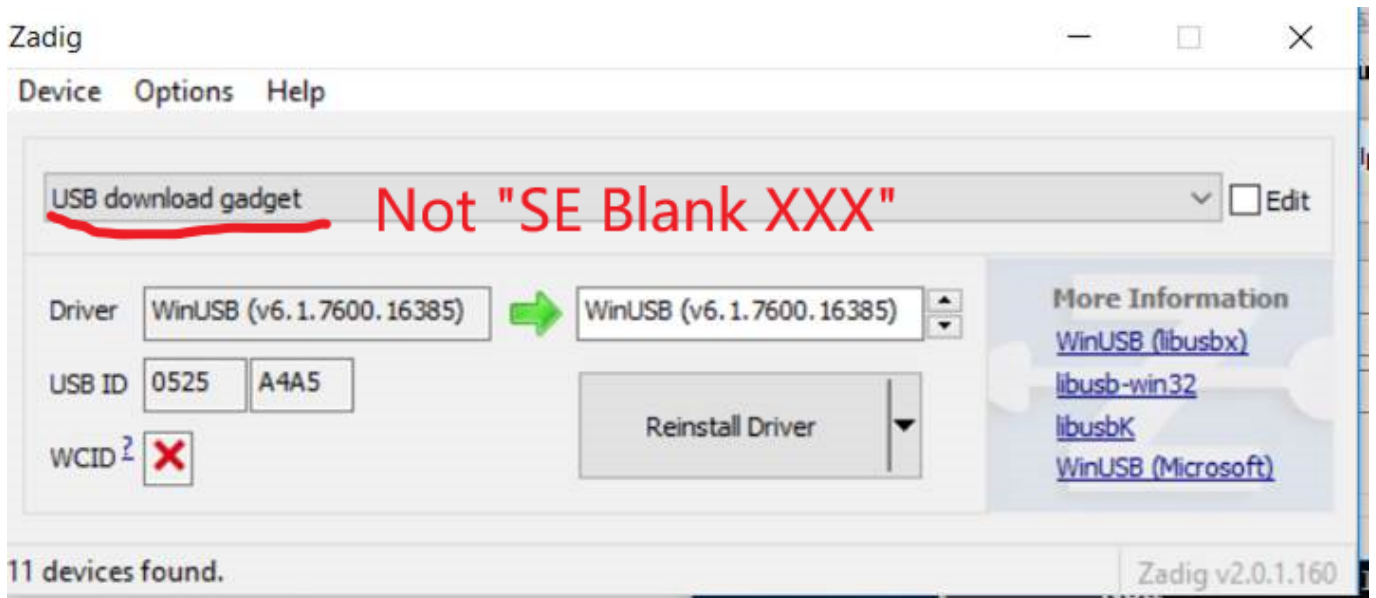 Zadig
Device Options Help
USB download gadget
Not "SE Blank XXX"
Edit
Driver
WinUSB (v6.1.7600.16385)
WinUSB (v6.1.7600.16385)
USB ID
0525
A4A5
WCID ?
Reinstall Driver
More Information
WinUSB (libusbx)
libusb-win32
libusbK
WinUSB (Microsoft)
11 devices found.
Zadig v2.0.1.160